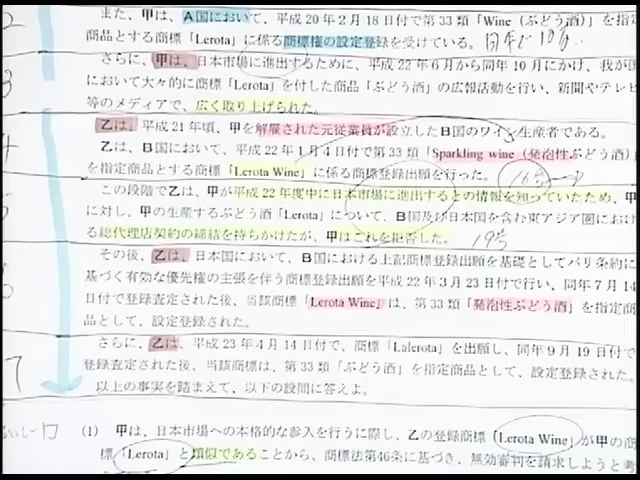 また、甲は、A国において、平成20年2月18日付で第33類「Wine（ぶどう酒）」を指定
商品とする商標「Lerota」に係る商標権の設定登録を受けている。
さらに、甲は、日本市場に進出するために、平成22年6月から同年10月にかけ、我が国
において大々的に商標「Lerota」を付した商品「ぶどう酒」の広報活動を行い、新聞やテレビ
等のメディアで、広く取り上げられた。
乙は、平成21年頃、甲を解雇された元従業員が設立したB国のワイン生産者である。
乙は、B国において、平成22年1月4日付で第33類「Sparkling wine（発泡性ぶどう酒）
を指定商品とする商標「Lerota Wine」に係る商標登録出願を行った。
この段階で乙は、甲が平成22年度中に日本市場に進出するとの情報を知っていたため、甲
に対し、甲の生産するぶどう酒「Lerota」について、B国及び日本国を含む東アジア圏におけ
る総代理店契約の締結を持ちかけたが、甲はこれを拒否した。 19号
その後、乙は、日本国において、B国における上記商標登録出願を基礎としてパリ条約に
基づく有効な優先権の主張を伴う商標登録出願を平成22年3月23日付で行い、同年7月14
日付で登録査定された後、当該商標「Lerota Wine」は、第33類「発泡性ぶどう酒」を指定商
品として、設定登録された。
さらに、乙は、平成23年4月14日付で、商標「Lalerota」を出願し、同年9月19日付で
登録査定された後、当該商標は、第33類「ぶどう酒」を指定商品として、設定登録された。
7
以上の事実を踏まえて、以下の設問に答えよ。
(1) 甲は、日本市場への本格的な参入を行うに際し、乙の登録商標「Lerota Wine」が甲の商
標「Lerota」と類似であることから、商標法第46条に基づき、無効審判を請求しようと考